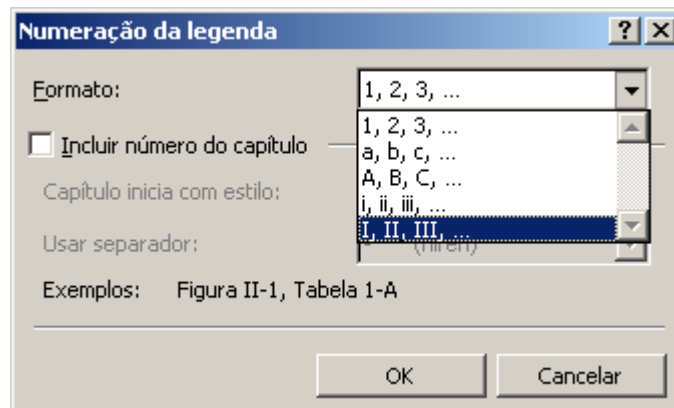 Numeração da legenda
Formato:
1, 2, 3, ...
1, 2, 3, ...
a, b, c, ...
A, B, C, ...
i, ii, iii, ...
I, II, III, ...
Incluir número do capítulo
Capítulo inicia com estilo:
Usar separador:
- (hífen)
Exemplos: Figura II-1, Tabela 1-A
OK
Cancelar